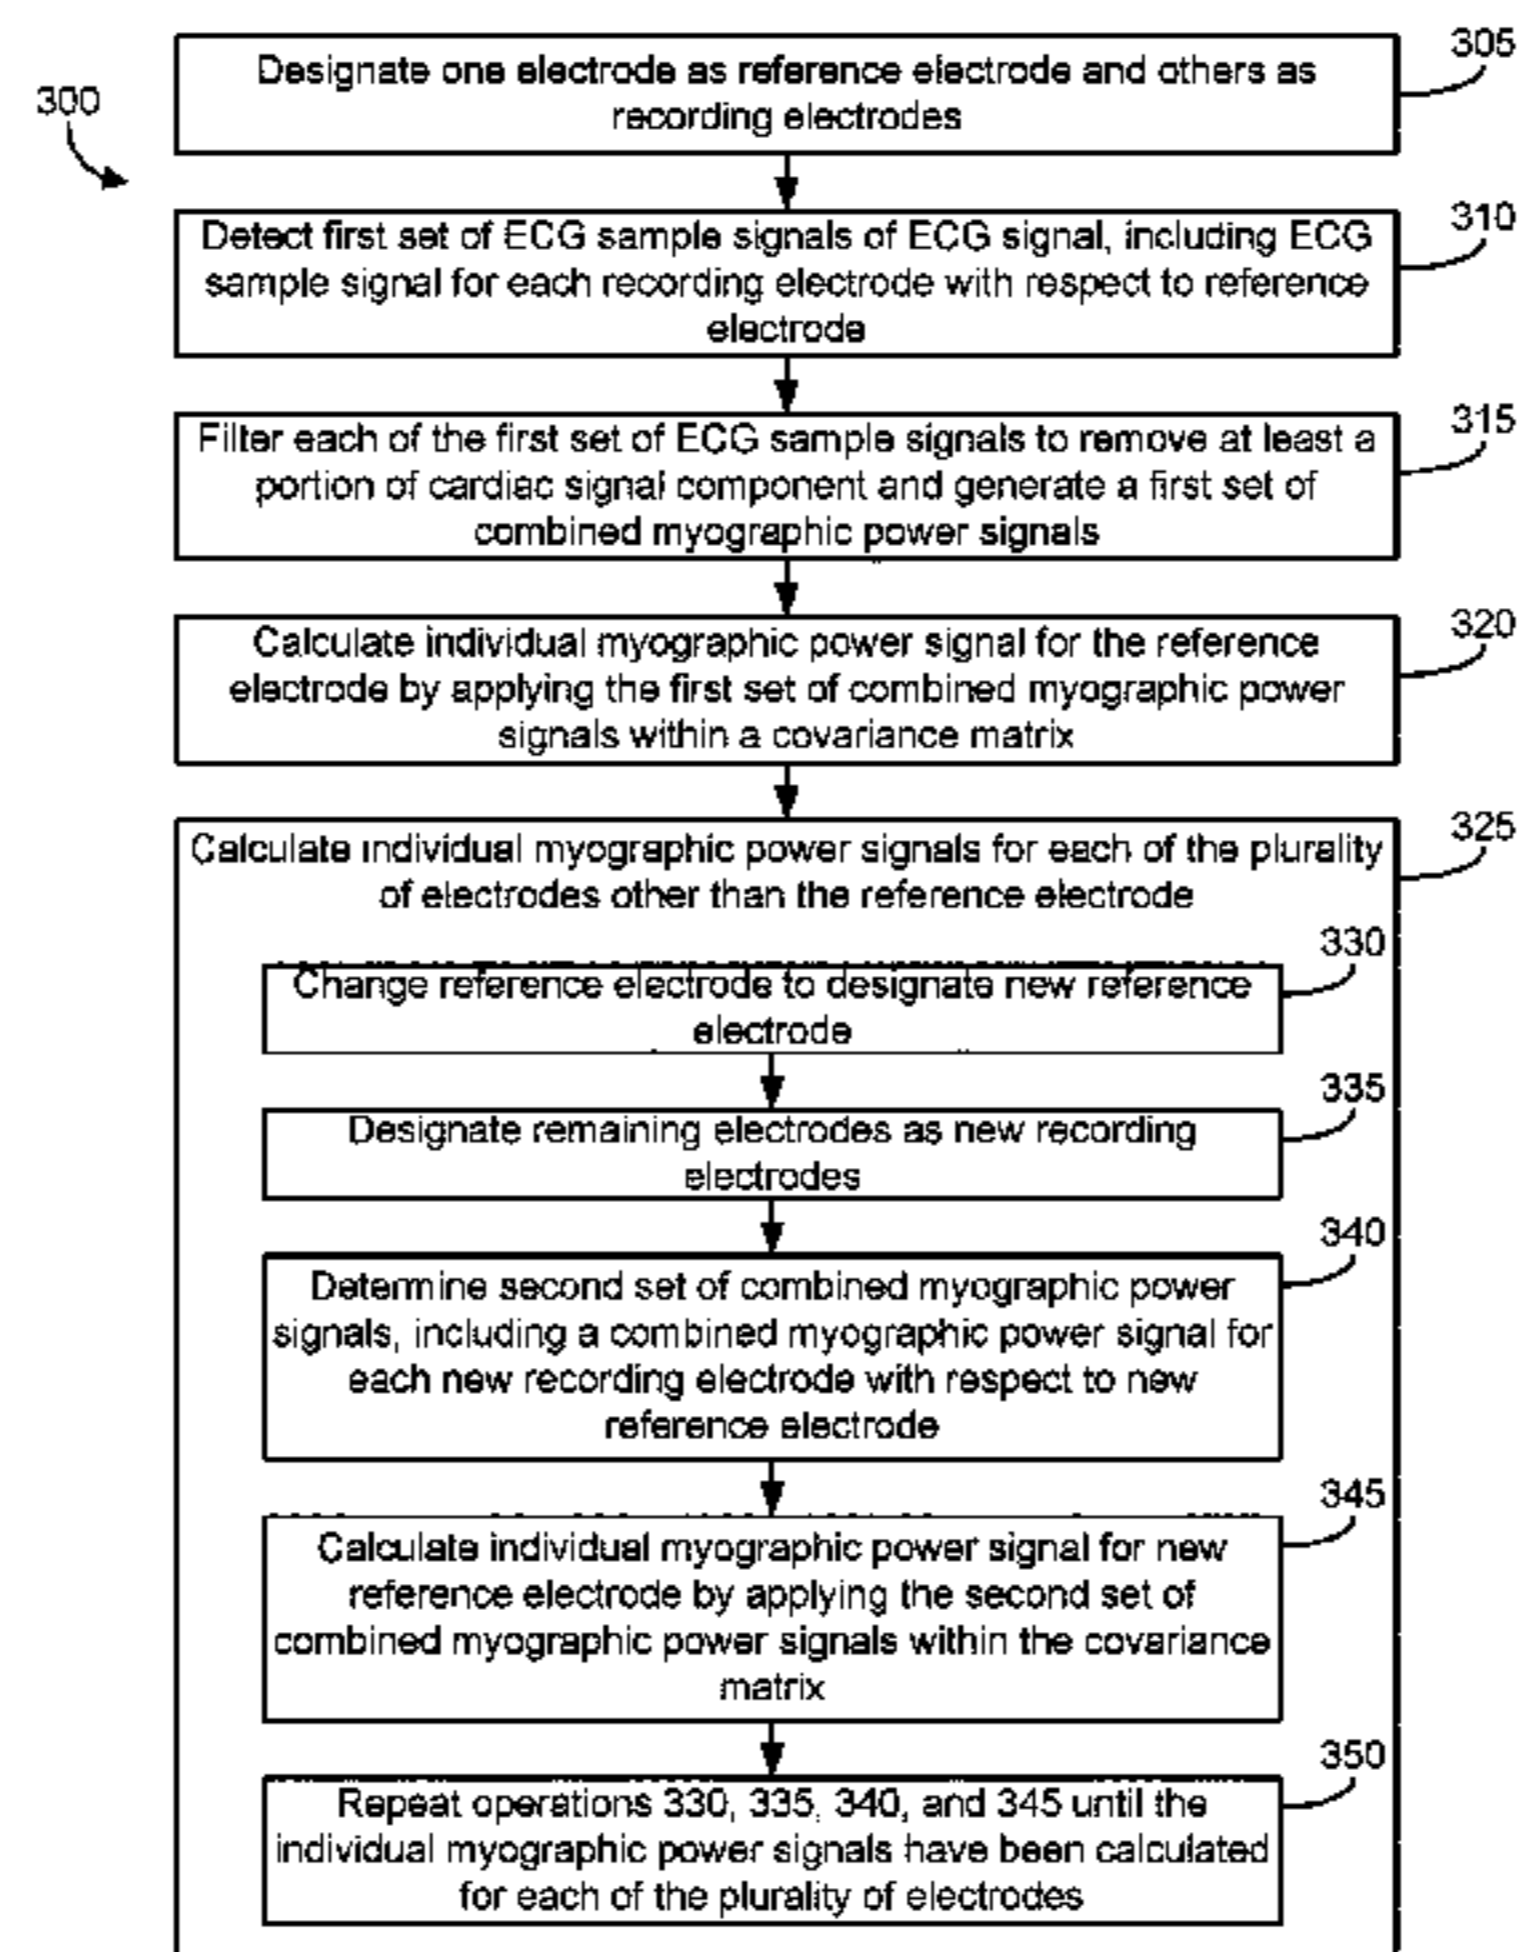 300
305
Designate one electrode as reference electrode and others as
recording electrodes
310
Detect first set of ECG sample signals of ECG signal, including ECG
sample signal for each recording electrode with respect to reference
electrode
315
Filter each of the first set of ECG sample signals to remove at least a
portion of cardiac signal component and generate a first set of
combined myographic power signals
320
Calculate individual myographic power signal for the reference
electrode by applying the first set of combined myographic power
signals within a covariance matrix
325
Calculate individual myographic power signals for each of the plurality
of electrodes other than the reference electrode
330
Change reference electrode to designate new reference
electrode
335
Designate remaining electrodes as new recording
electrodes
340
Determine second set of combined myographic power
signals, including a combined myographic power signal for
each new recording electrode with respect to new
reference electrode
345
Calculate individual myographic power signal for new
reference electrode by applying the second set of
combined myographic power signals within the covariance
matrix
350
Repeat operations 330, 335, 340, and 345 until the
individual myographic power signals have been calculated
for each of the plurality of electrodes